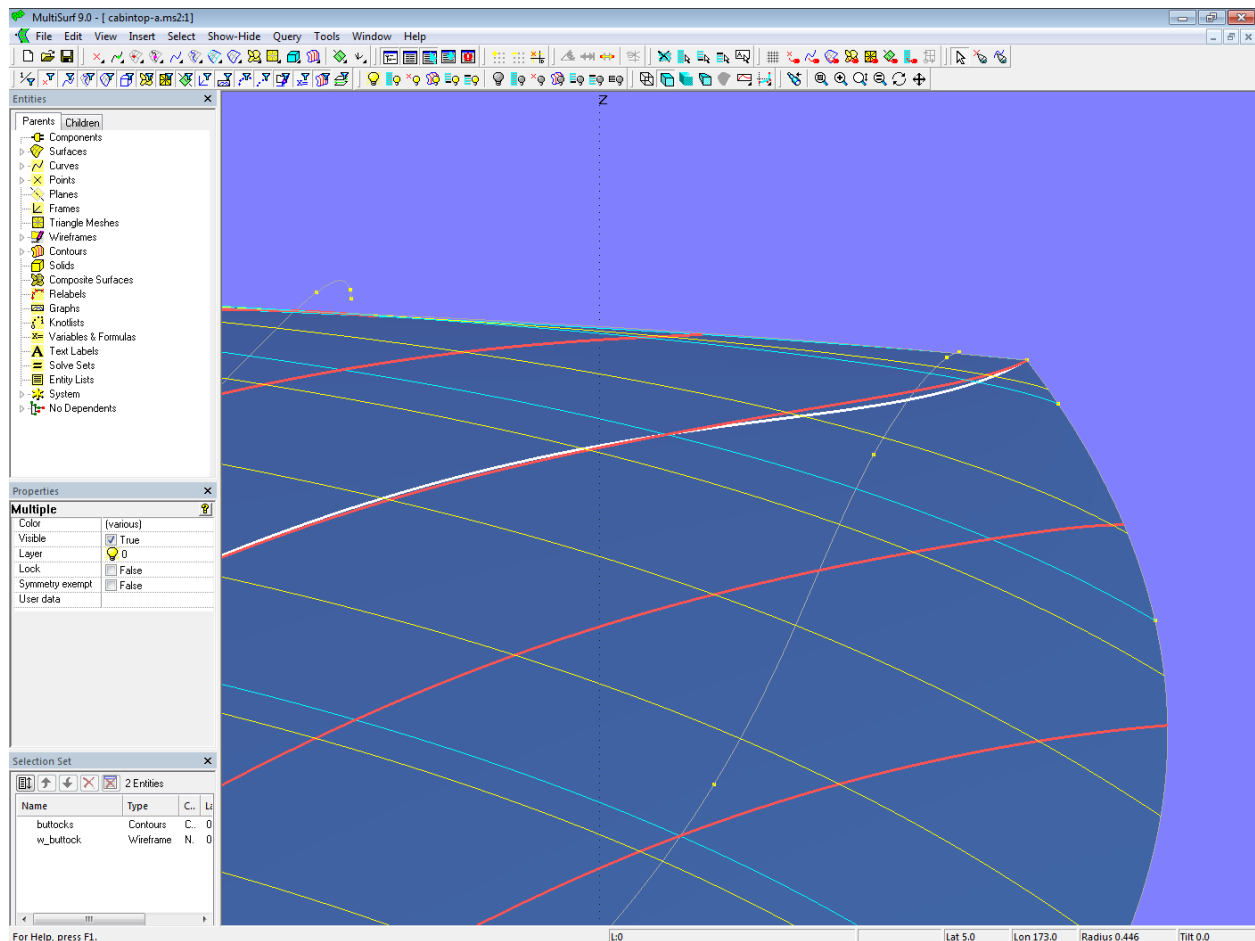 MultiSurf 9.0 - [ cabintop-a.ms2:1]
File Edit View Insert Select Show-Hide Query Tools Window Help
Entities
Parents Children
Components
Surfaces
Curves
Points
Planes
Frames
Triangle Meshes
Wireframes
Contours
Solids
Composite Surfaces
Relabels
Graphs
Knotlists
Variables & Formulas
Text Labels
Solve Sets
Entity Lists
System
No Dependents
Z
Properties
Multiple
Color (various)
Visible True
Layer 0
Lock False
Symmetry exempt False
User data
Selection Set
2 Entities
Name Type C.. La
buttocks Contours C.. 0
w_buttock Wireframe N. 0
For Help, press F1. L:0 Lat 5.0 Lon 173.0 Radius 0.446 Tilt 0.0